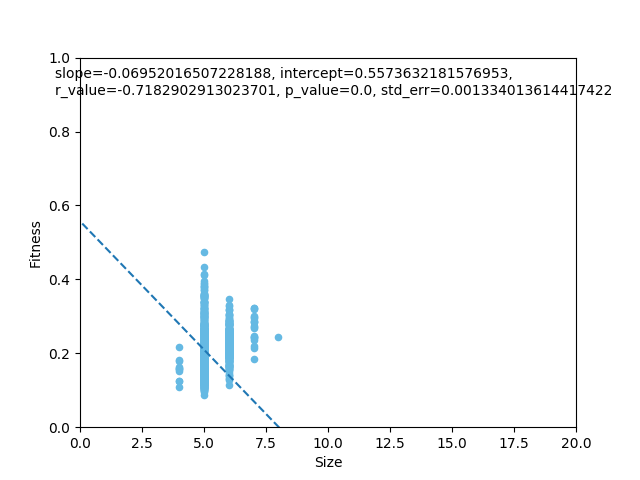 slope=-0.06952016507228188, intercept=0.5573632181576953,
r_value=-0.7182902913023701, p_value=0.0, std_err=0.001334013614417422
1.0
0.8
0.6
0.4
0.2
0.0
Fitness
0.0 2.5 5.0 7.5 10.0 12.5 15.0 17.5 20.0
Size